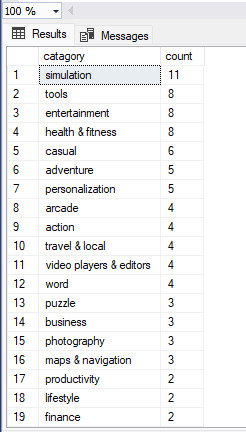 100 %
Results Messages
catagory count
1 simulation 11
2 tools 8
3 entertainment 8
4 health & fitness 8
5 casual 6
6 adventure 5
7 personalization 5
8 arcade 4
9 action 4
10 travel & local 4
11 video players & editors 4
12 word 4
13 puzzle 3
14 business 3
15 photography 3
16 maps & navigation 3
17 productivity 2
18 lifestyle 2
19 finance 2